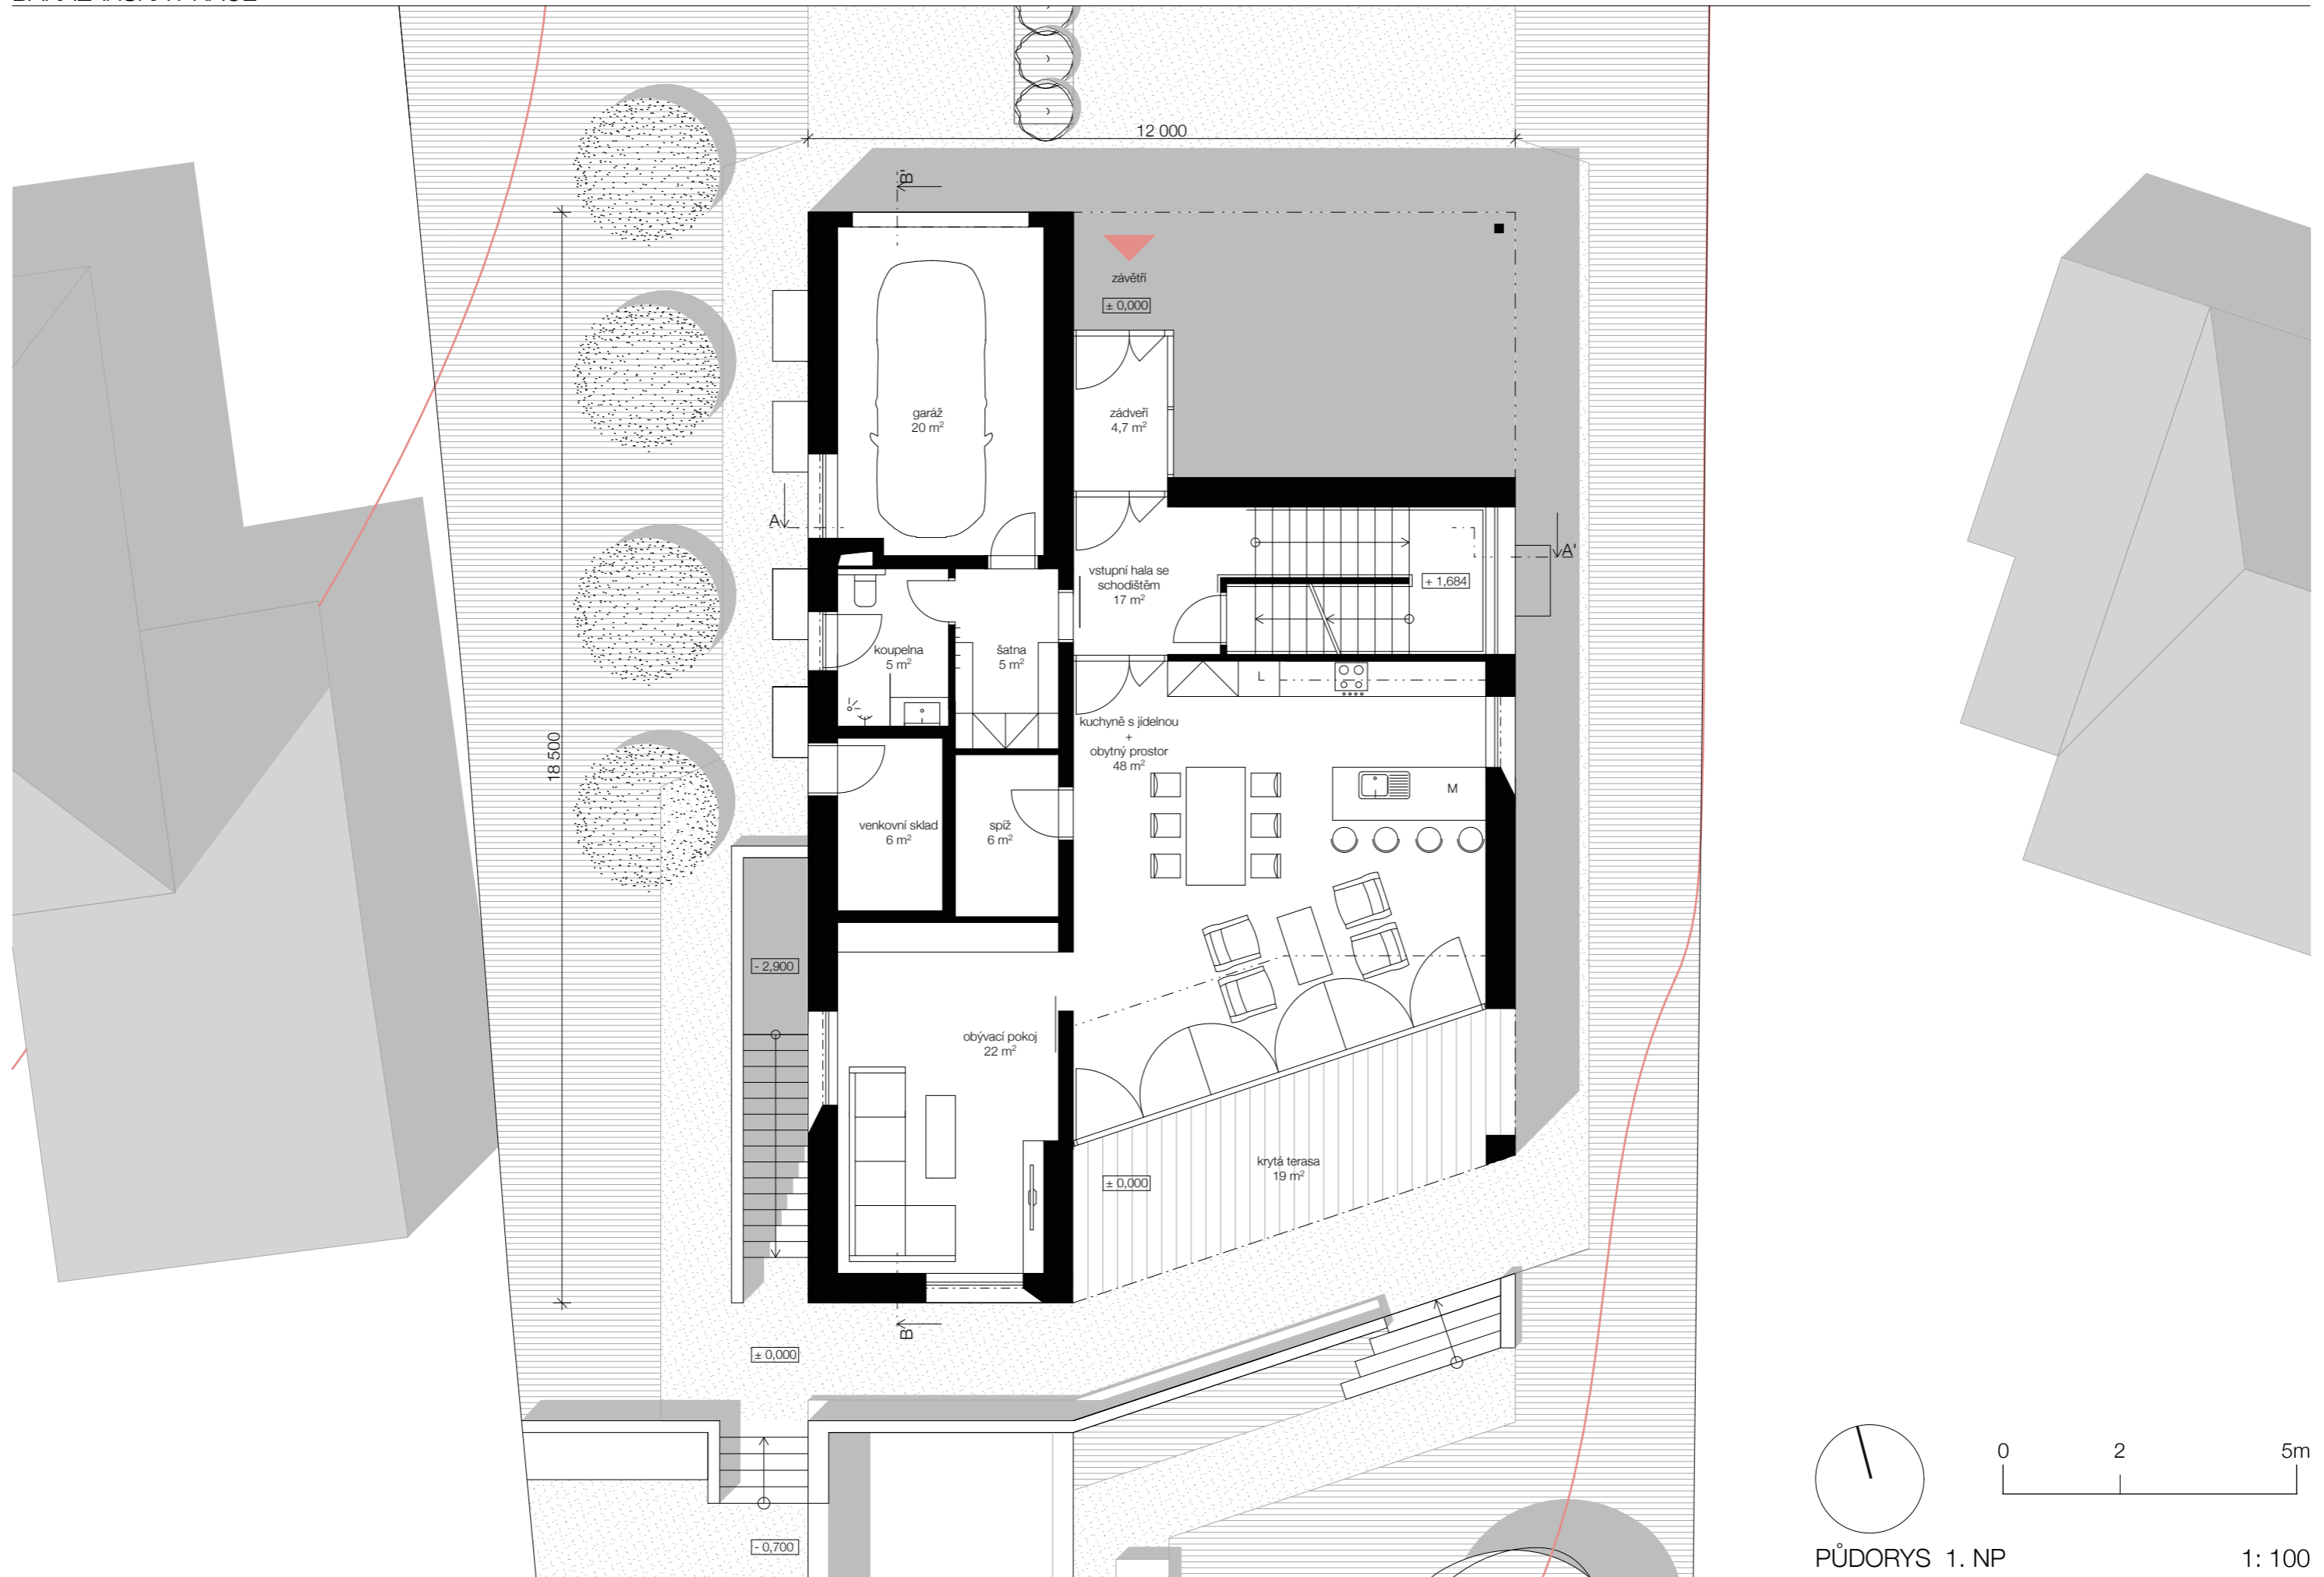 12 000
B'
závětří
± 0,000
garáž
20 m²
zádveří
4,7 m²
A
A'
vstupní hala se
schodištěm
17 m²
+ 1,684
koupelna
5 m²
šatna
5 m²
L
kuchyně s jídelnou
+
obytný prostor
48 m²
18 500
M
venkovní sklad
6 m²
spíž
6 m²
- 2,900
obývací pokoj
22 m²
krytá terasa
19 m²
± 0,000
B
± 0,000
- 0,700
0 2 5m
PŮDORYS 1. NP 1: 100